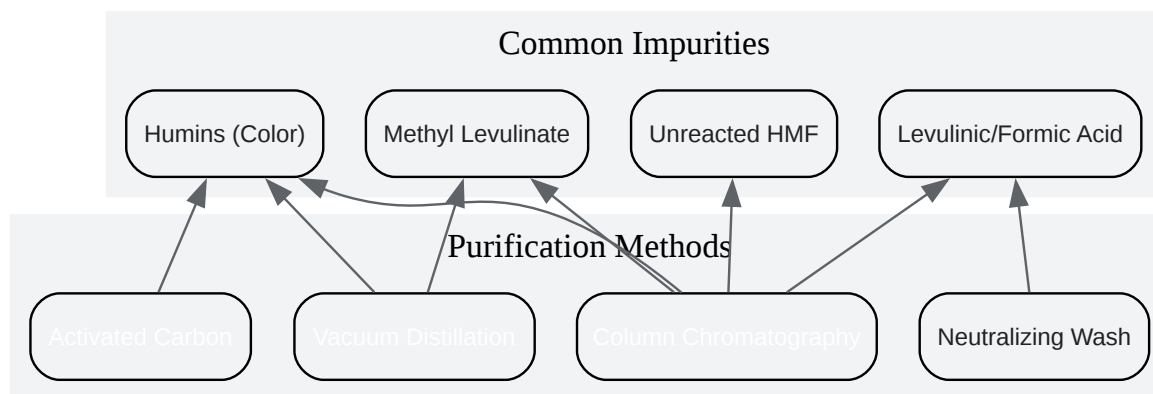 Common Impurities
Humins (Color)
Methyl Levulinate
Unreacted HMF
Levulinic/Formic Acid
Purification Methods
Activated Carbon
Vacuum Distillation
Column Chromatography
Neutralizing Wash